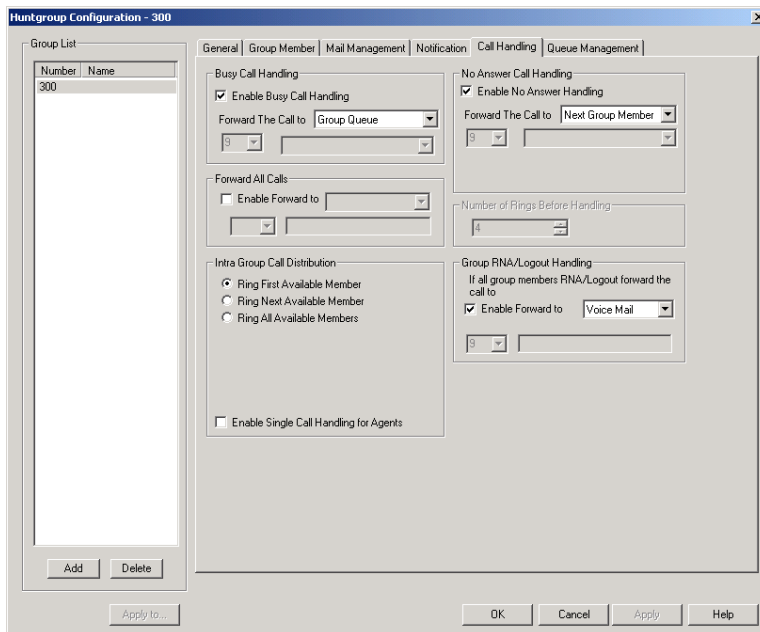 Huntgroup Configuration - 300
Group List
Number Name
300
Add Delete
Apply to...
General Group Member Mail Management Notification Call Handling Queue Management
Busy Call Handling
Enable Busy Call Handling
Forward The Call to Group Queue
9
Forward All Calls
Enable Forward to
Intra Group Call Distribution
Ring First Available Member
Ring Next Available Member
Ring All Available Members
Enable Single Call Handling for Agents
No Answer Call Handling
Enable No Answer Handling
Forward The Call to Next Group Member
9
Number of Rings Before Handling
4
Group RNA/Logout Handling
If all group members RNA/Logout forward the
call to
Enable Forward to Voice Mail
9
OK Cancel Apply Help